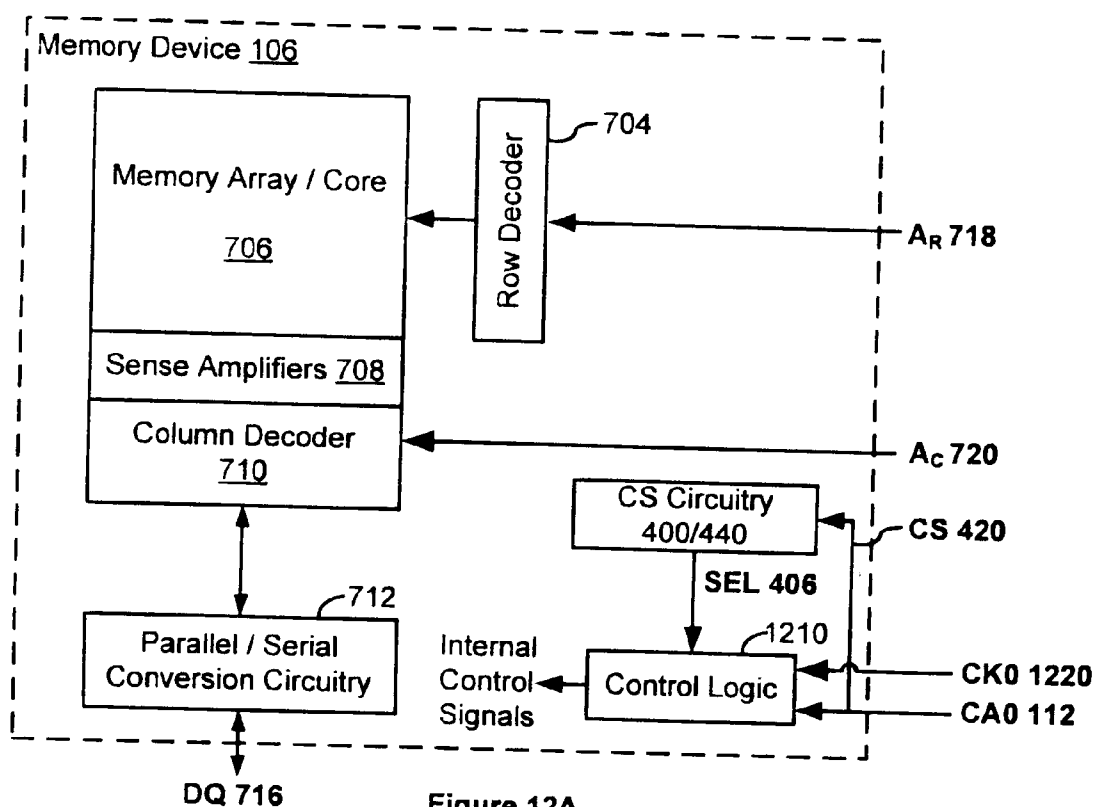 Memory Device 106
Memory Array / Core
706
Row Decoder
704
AR 718
Sense Amplifiers 708
Column Decoder
710
AC 720
CS Circuitry
400/440
CS 420
SEL 406
712
Parallel / Serial
Conversion Circuitry
Internal
Control
Signals
1210
Control Logic
CK0 1220
CA0 112
DQ 716
Figure 12A